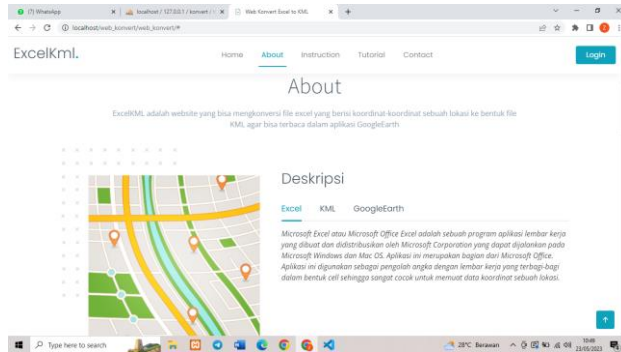 (7) WhatsApp
localhost / 127.0.0.1 / konvert / r
Web Konvert Excel to KML
localhost/web_konvert/web_konvert/#
ExcelKml.
Home About Instruction Tutorial Contact
Login
About
ExcelKML adalah website yang bisa mengkonversi file excel yang berisi koordinat-koordinat sebuah lokasi ke bentuk file
KML agar bisa terbaca dalam aplikasi GoogleEarth
Deskripsi
Excel KML GoogleEarth
Microsoft Excel atau Microsoft Office Excel adalah sebuah program aplikasi lembar kerja
yang dibuat dan didistribusikan oleh Microsoft Corporation yang dapat dijalankan pada
Microsoft Windows dan Mac OS. Aplikasi ini merupakan bagian dari Microsoft Office.
Aplikasi ini digunakan sebagai pengolah angka dengan lembar kerja yang terbagi-bagi
dalam bentuk cell sehingga sangat cocok untuk memuat data koordinat sebuah lokasi.
Type here to search
28°C Berawan
10:49
23/05/2023